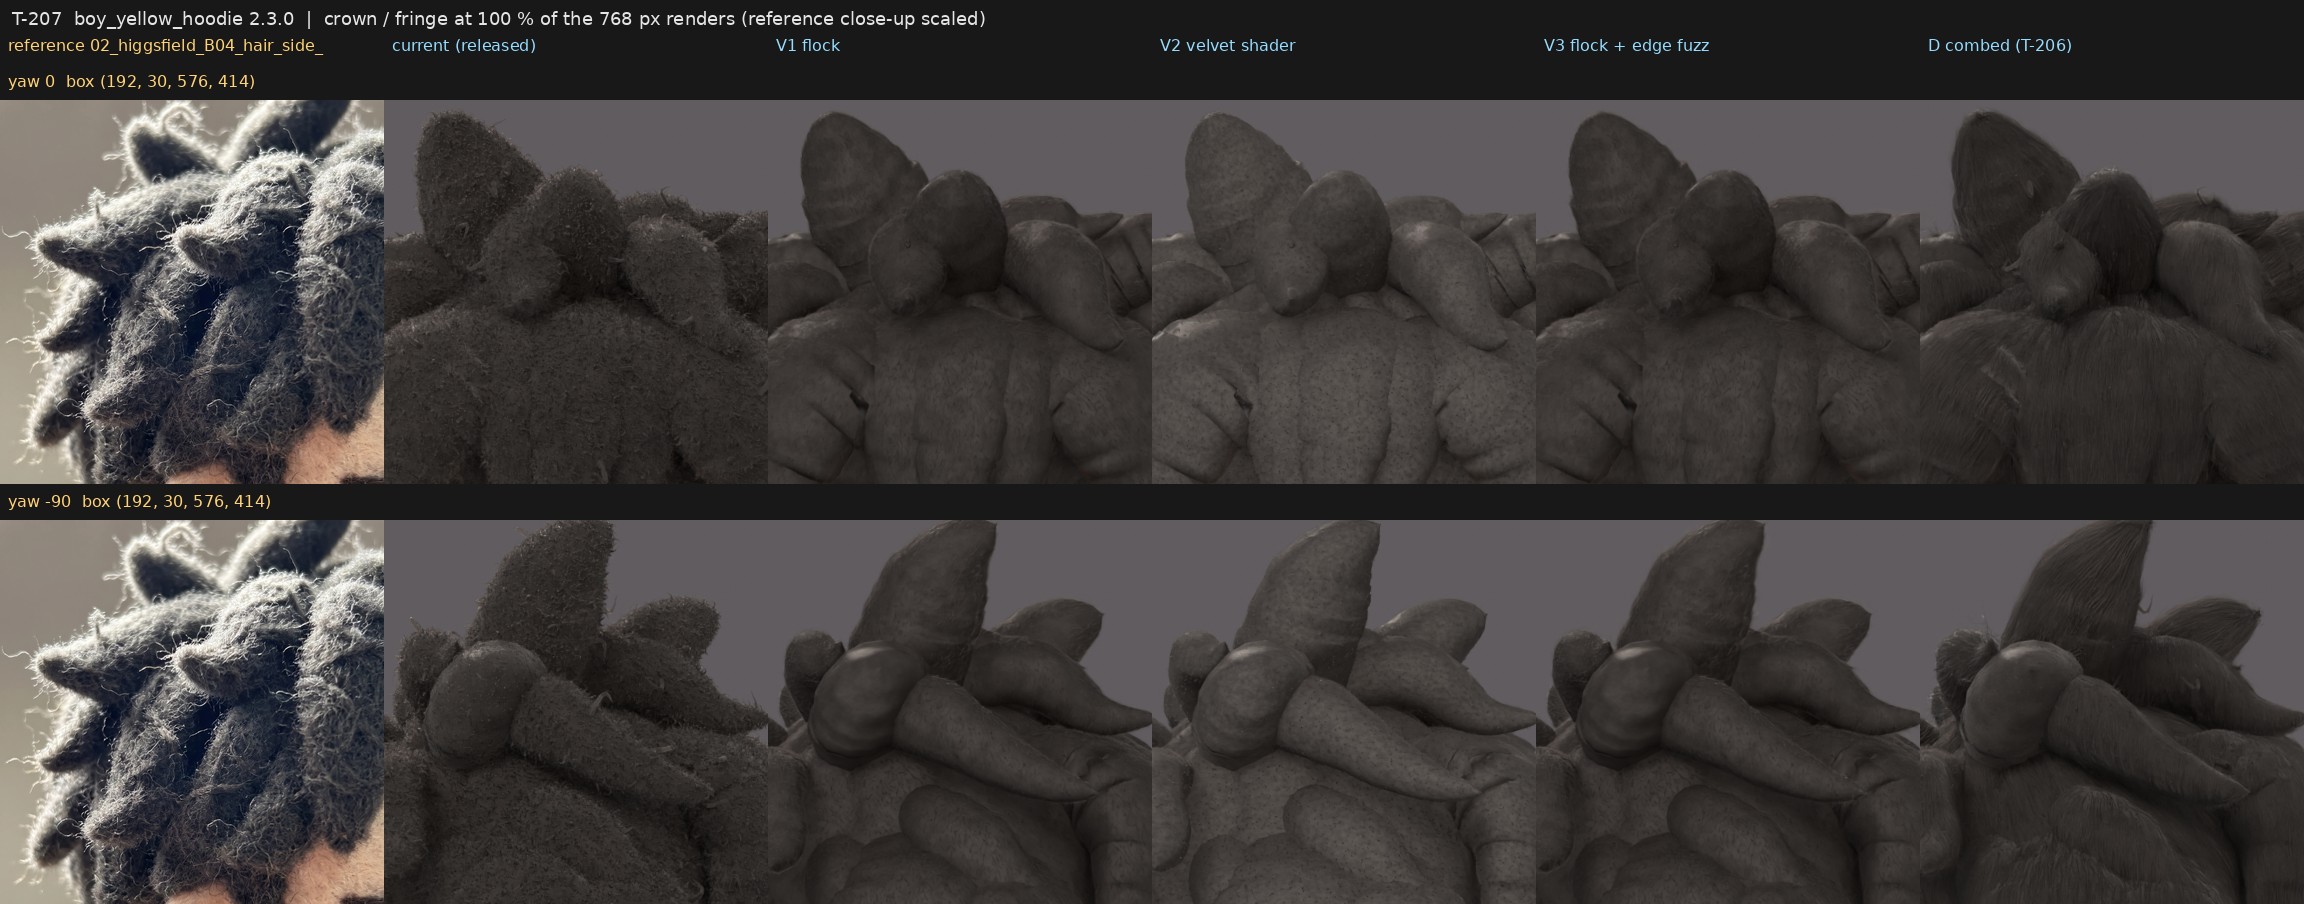 T-207 boy_yellow_hoodie 2.3.0 | crown / fringe at 100 % of the 768 px renders (reference close-up scaled)
reference 02_higgsfield_B04_hair_side_ current (released) V1 flock V2 velvet shader V3 flock + edge fuzz D combed (T-206)
yaw 0 box (192, 30, 576, 414)
yaw -90 box (192, 30, 576, 414)